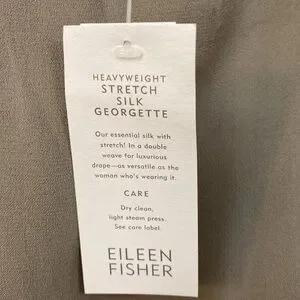 HEAVYWEIGHT
STRETCH
SILK
GEORGETTE
Our essential silk with
stretch! In a double
weave for luxurious
drape—as versatile as the
woman who's wearing it.
CARE
Dry clean,
light steam press.
See care label.
EILEEN
FISHER